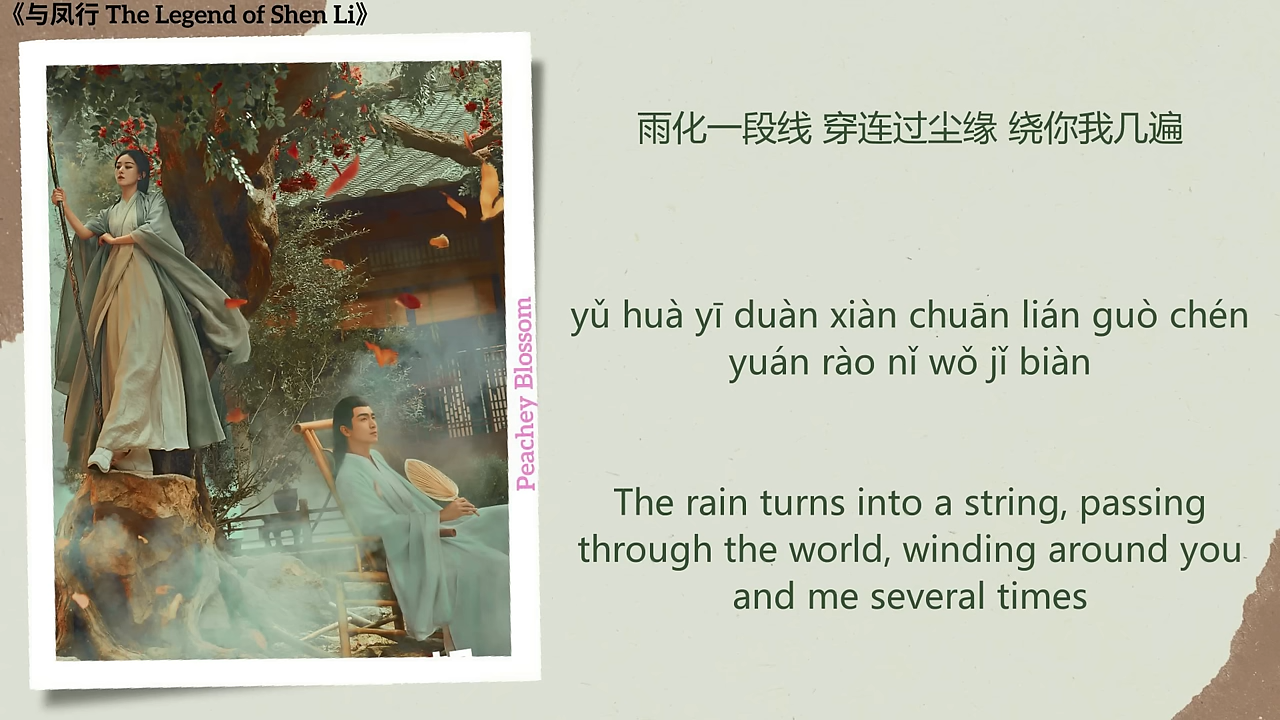 《与凤行 The Legend of Shen Li》
雨化一段线 穿连过尘缘 绕你我几遍
yǔ huà yī duàn xiàn chuān lián guò chén
yuán rào nǐ wǒ jǐ biàn
The rain turns into a string, passing
through the world, winding around you
and me several times
Peachey Blossom